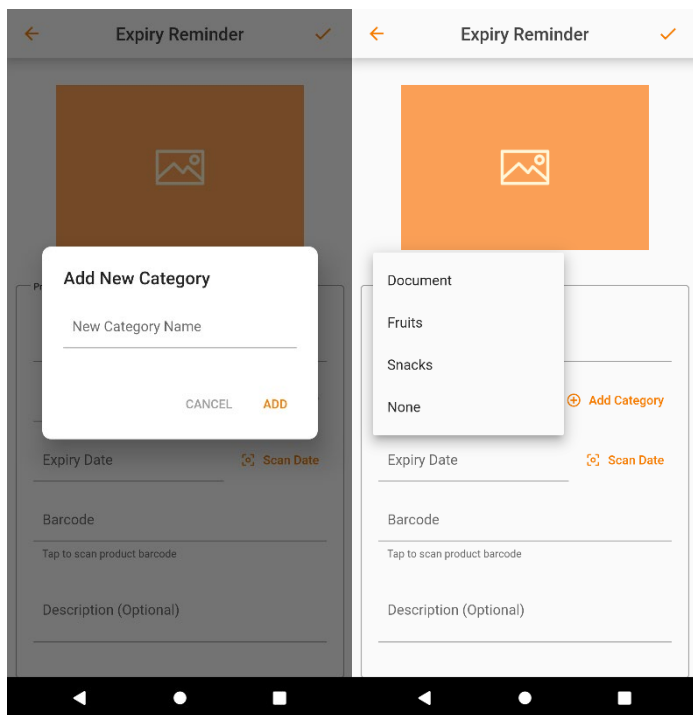 Expiry Reminder
Add New Category
Pr
New Category Name
CANCEL ADD
Expiry Date Scan Date
Barcode
Tap to scan product barcode
Description (Optional)
Expiry Reminder
Document
Fruits
Snacks
None
Add Category
Expiry Date Scan Date
Barcode
Tap to scan product barcode
Description (Optional)